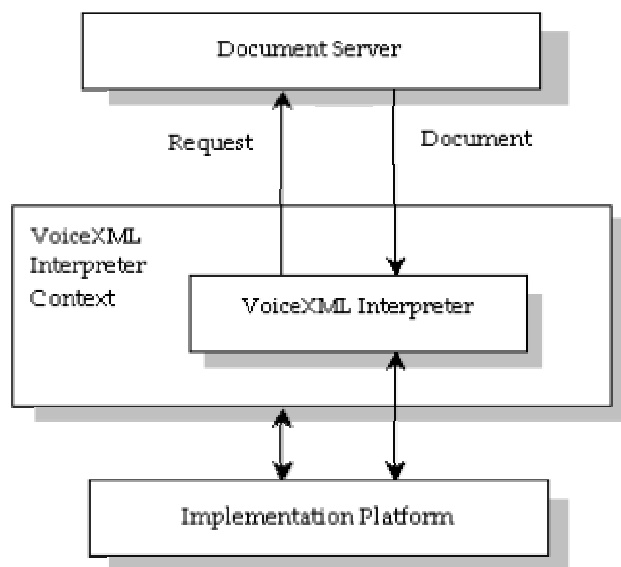 Document Server
Request
Document
VoiceXML
Interpreter
Context
VoiceXML Interpreter
Implementation Platform